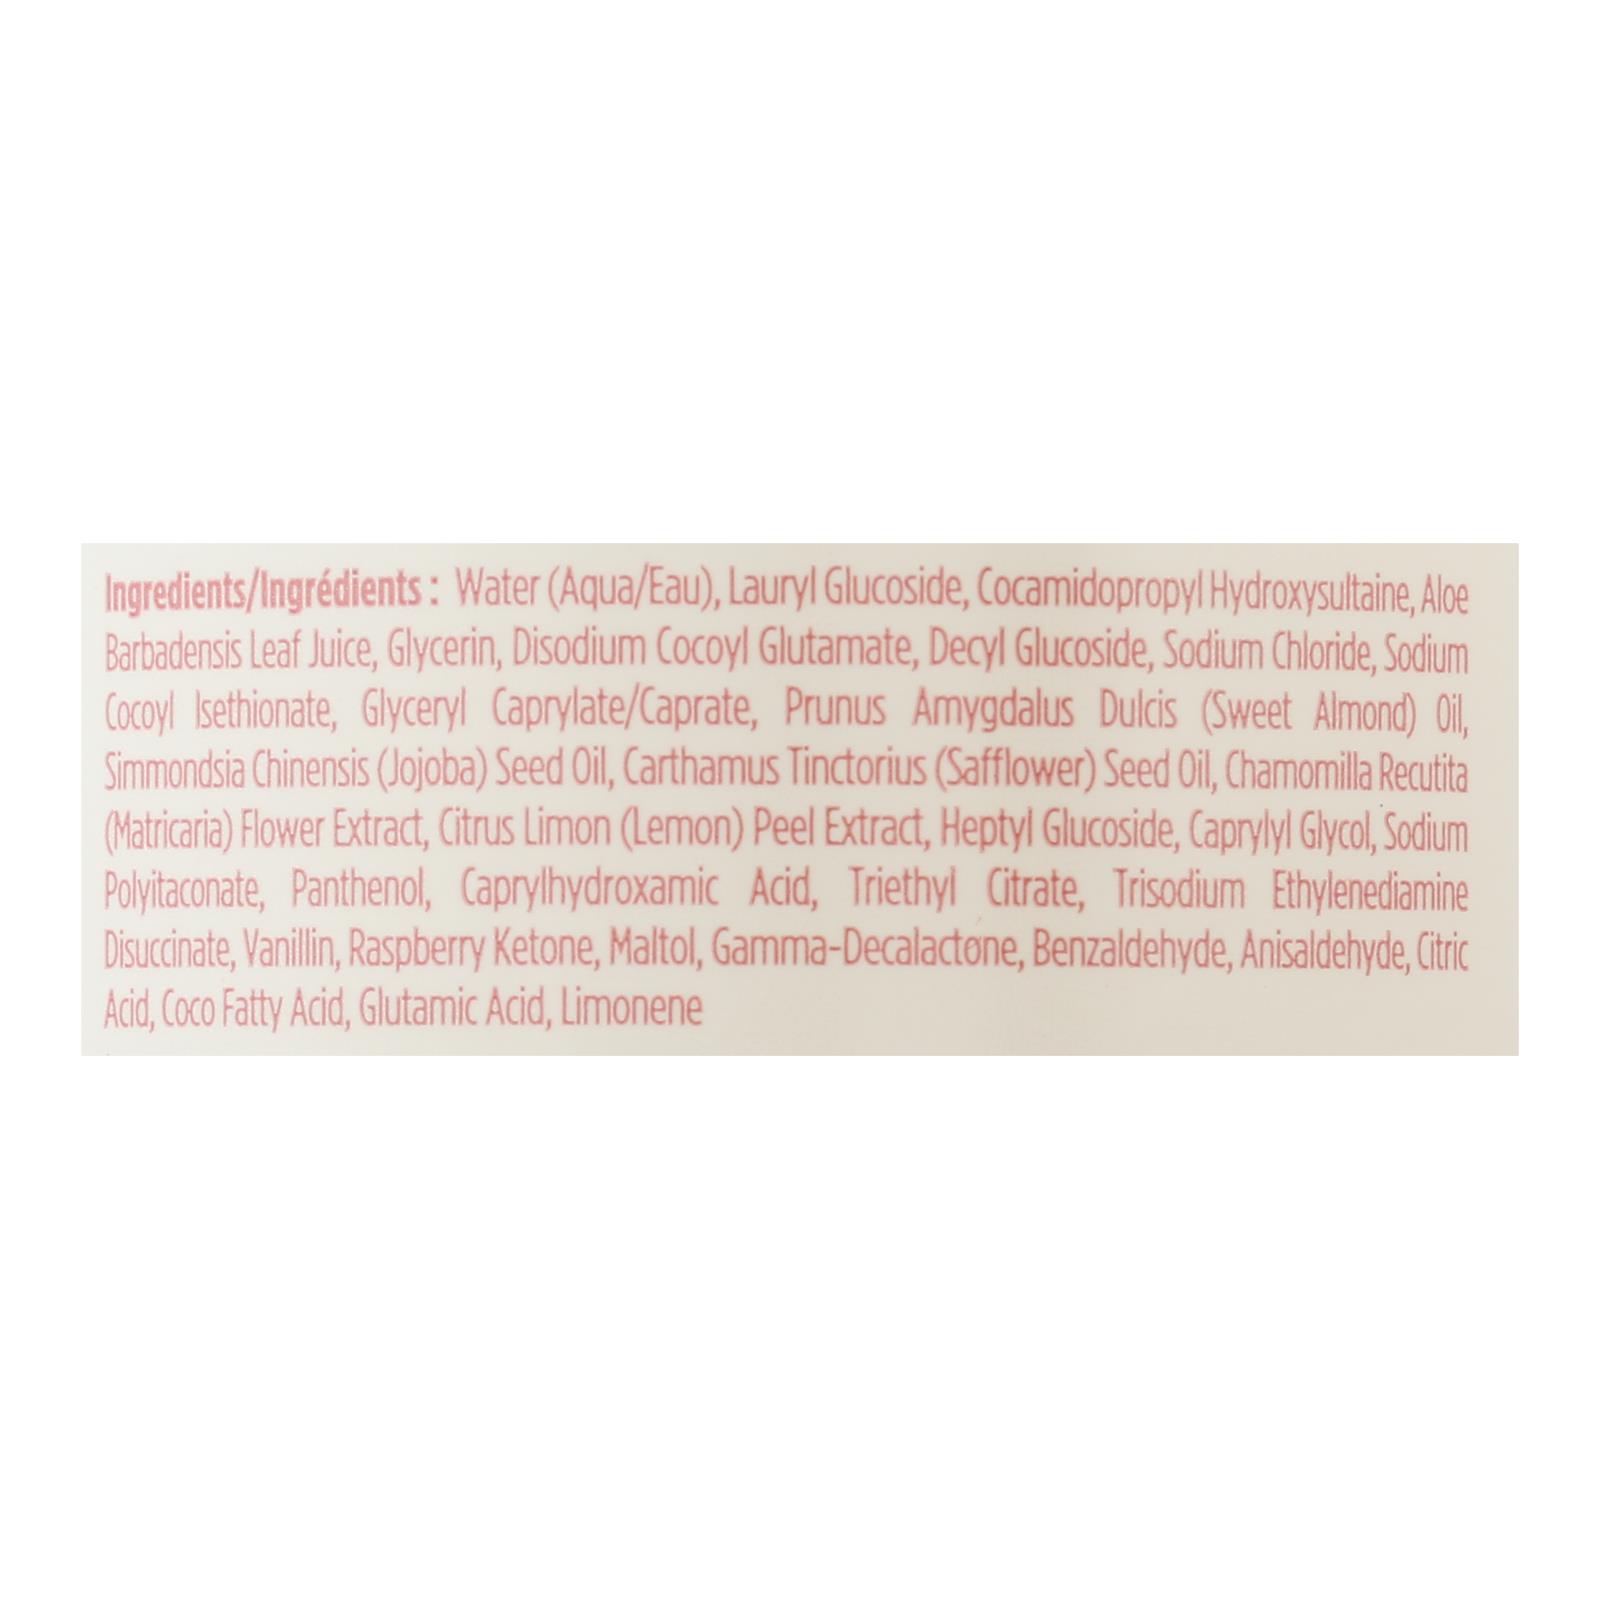 Ingredients/Ingrédients : Water (Aqua/Eau), Lauryl Glucoside, Cocamidopropyl Hydroxysultaine, Aloe
Barbadensis Leaf Juice, Glycerin, Disodium Cocoyl Glutamate, Decyl Glucoside, Sodium Chloride, Sodium
Cocoyl Isethionate, Glyceryl Caprylate/Caprate, Prunus Amygdalus Dulcis (Sweet Almond) Oil,
Simmondsia Chinensis (Jojoba) Seed Oil, Carthamus Tinctorius (Safflower) Seed Oil, Chamomilla Recutita
(Matricaria) Flower Extract, Citrus Limon (Lemon) Peel Extract, Heptyl Glucoside, Caprylyl Glycol, Sodium
Polyitaconate, Panthenol, Caprylhydroxamic Acid, Triethyl Citrate, Trisodium Ethylenediamine
Disuccinate, Vanillin, Raspberry Ketone, Maltol, Gamma-Decalactone, Benzaldehyde, Anisaldehyde, Citric
Acid, Coco Fatty Acid, Glutamic Acid, Limonene